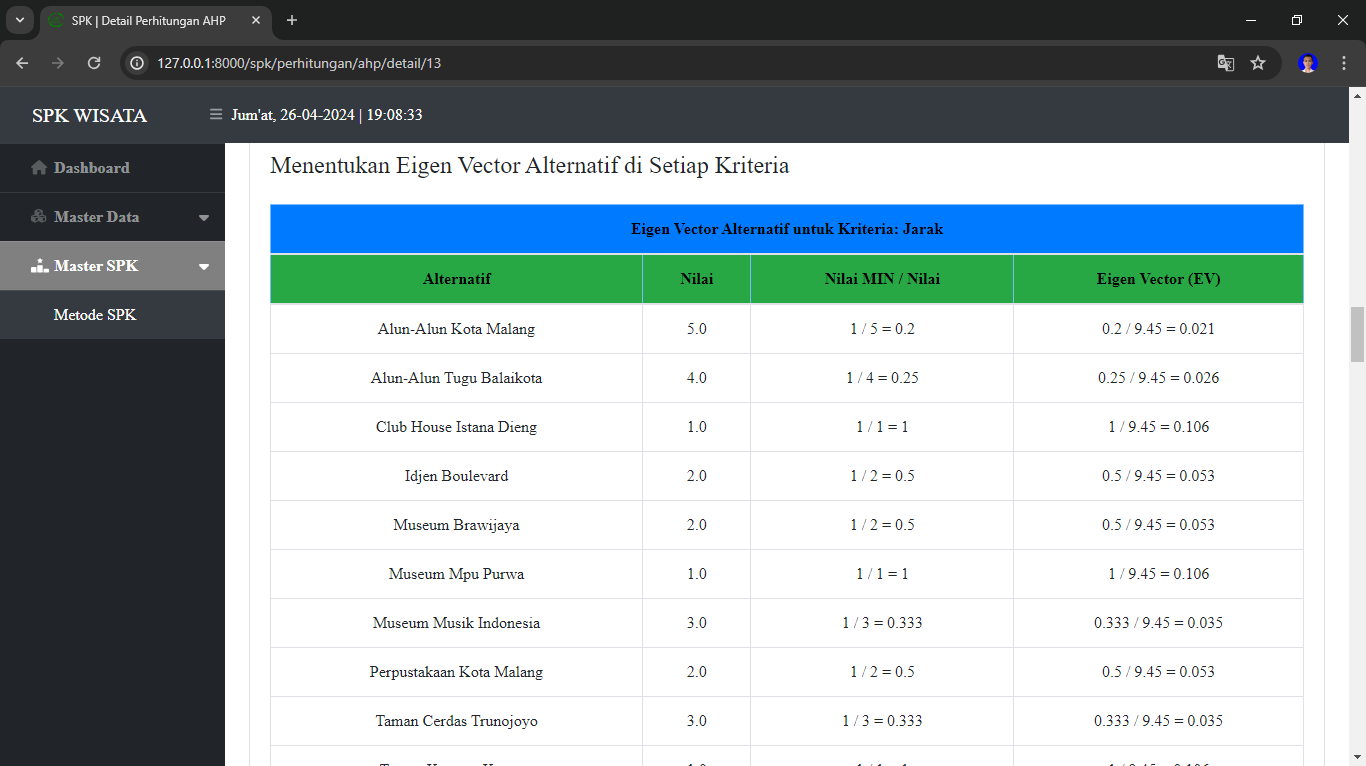 SPK | Detail Perhitungan AHP
127.0.0.1:8000/spk/perhitungan/ahp/detail/13
SPK WISATA
Jum'at, 26-04-2024 | 19:08:33
Dashboard
Master Data
Master SPK
Metode SPK
Menentukan Eigen Vector Alternatif di Setiap Kriteria
Eigen Vector Alternatif untuk Kriteria: Jarak
Alternatif Nilai Nilai MIN / Nilai Eigen Vector (EV)
Alun-Alun Kota Malang 5.0 1 / 5 = 0.2 0.2 / 9.45 = 0.021
Alun-Alun Tugu Balaikota 4.0 1 / 4 = 0.25 0.25 / 9.45 = 0.026
Club House Istana Dieng 1.0 1 / 1 = 1 1 / 9.45 = 0.106
Idjen Boulevard 2.0 1 / 2 = 0.5 0.5 / 9.45 = 0.053
Museum Brawijaya 2.0 1 / 2 = 0.5 0.5 / 9.45 = 0.053
Museum Mpu Purwa 1.0 1 / 1 = 1 1 / 9.45 = 0.106
Museum Musik Indonesia 3.0 1 / 3 = 0.333 0.333 / 9.45 = 0.035
Perpustakaan Kota Malang 2.0 1 / 2 = 0.5 0.5 / 9.45 = 0.053
Taman Cerdas Trunojoyo 3.0 1 / 3 = 0.333 0.333 / 9.45 = 0.035